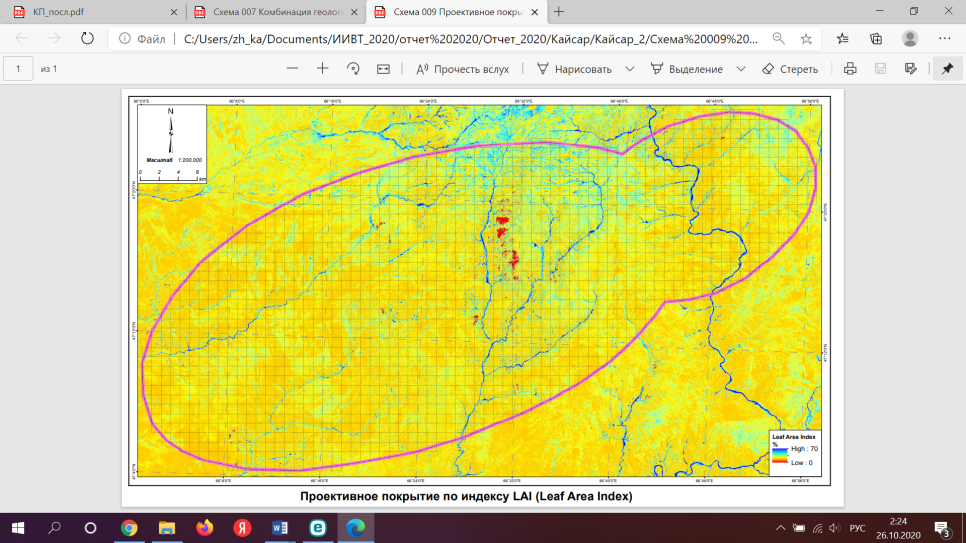 КП_посл.pdf
Схема 007 Комбинация геологи
Схема 009 Проективное покры
Файл
C:/Users/zh_ka/Documents/ИИВТ_2020/отчет%202020/Отчет_2020/Кайсар/Кайсар_2/Схема%20009%20...
1 из 1
Прочесть вслух
Нарисовать
Выделение
Стереть
N
Масштаб 1:200,000
0 2 4 6
km
Leaf Area Index
%
High : 70
Low : 0
Проективное покрытие по индексу LAI (Leaf Area Index)
РУС
2:24
26.10.2020
3